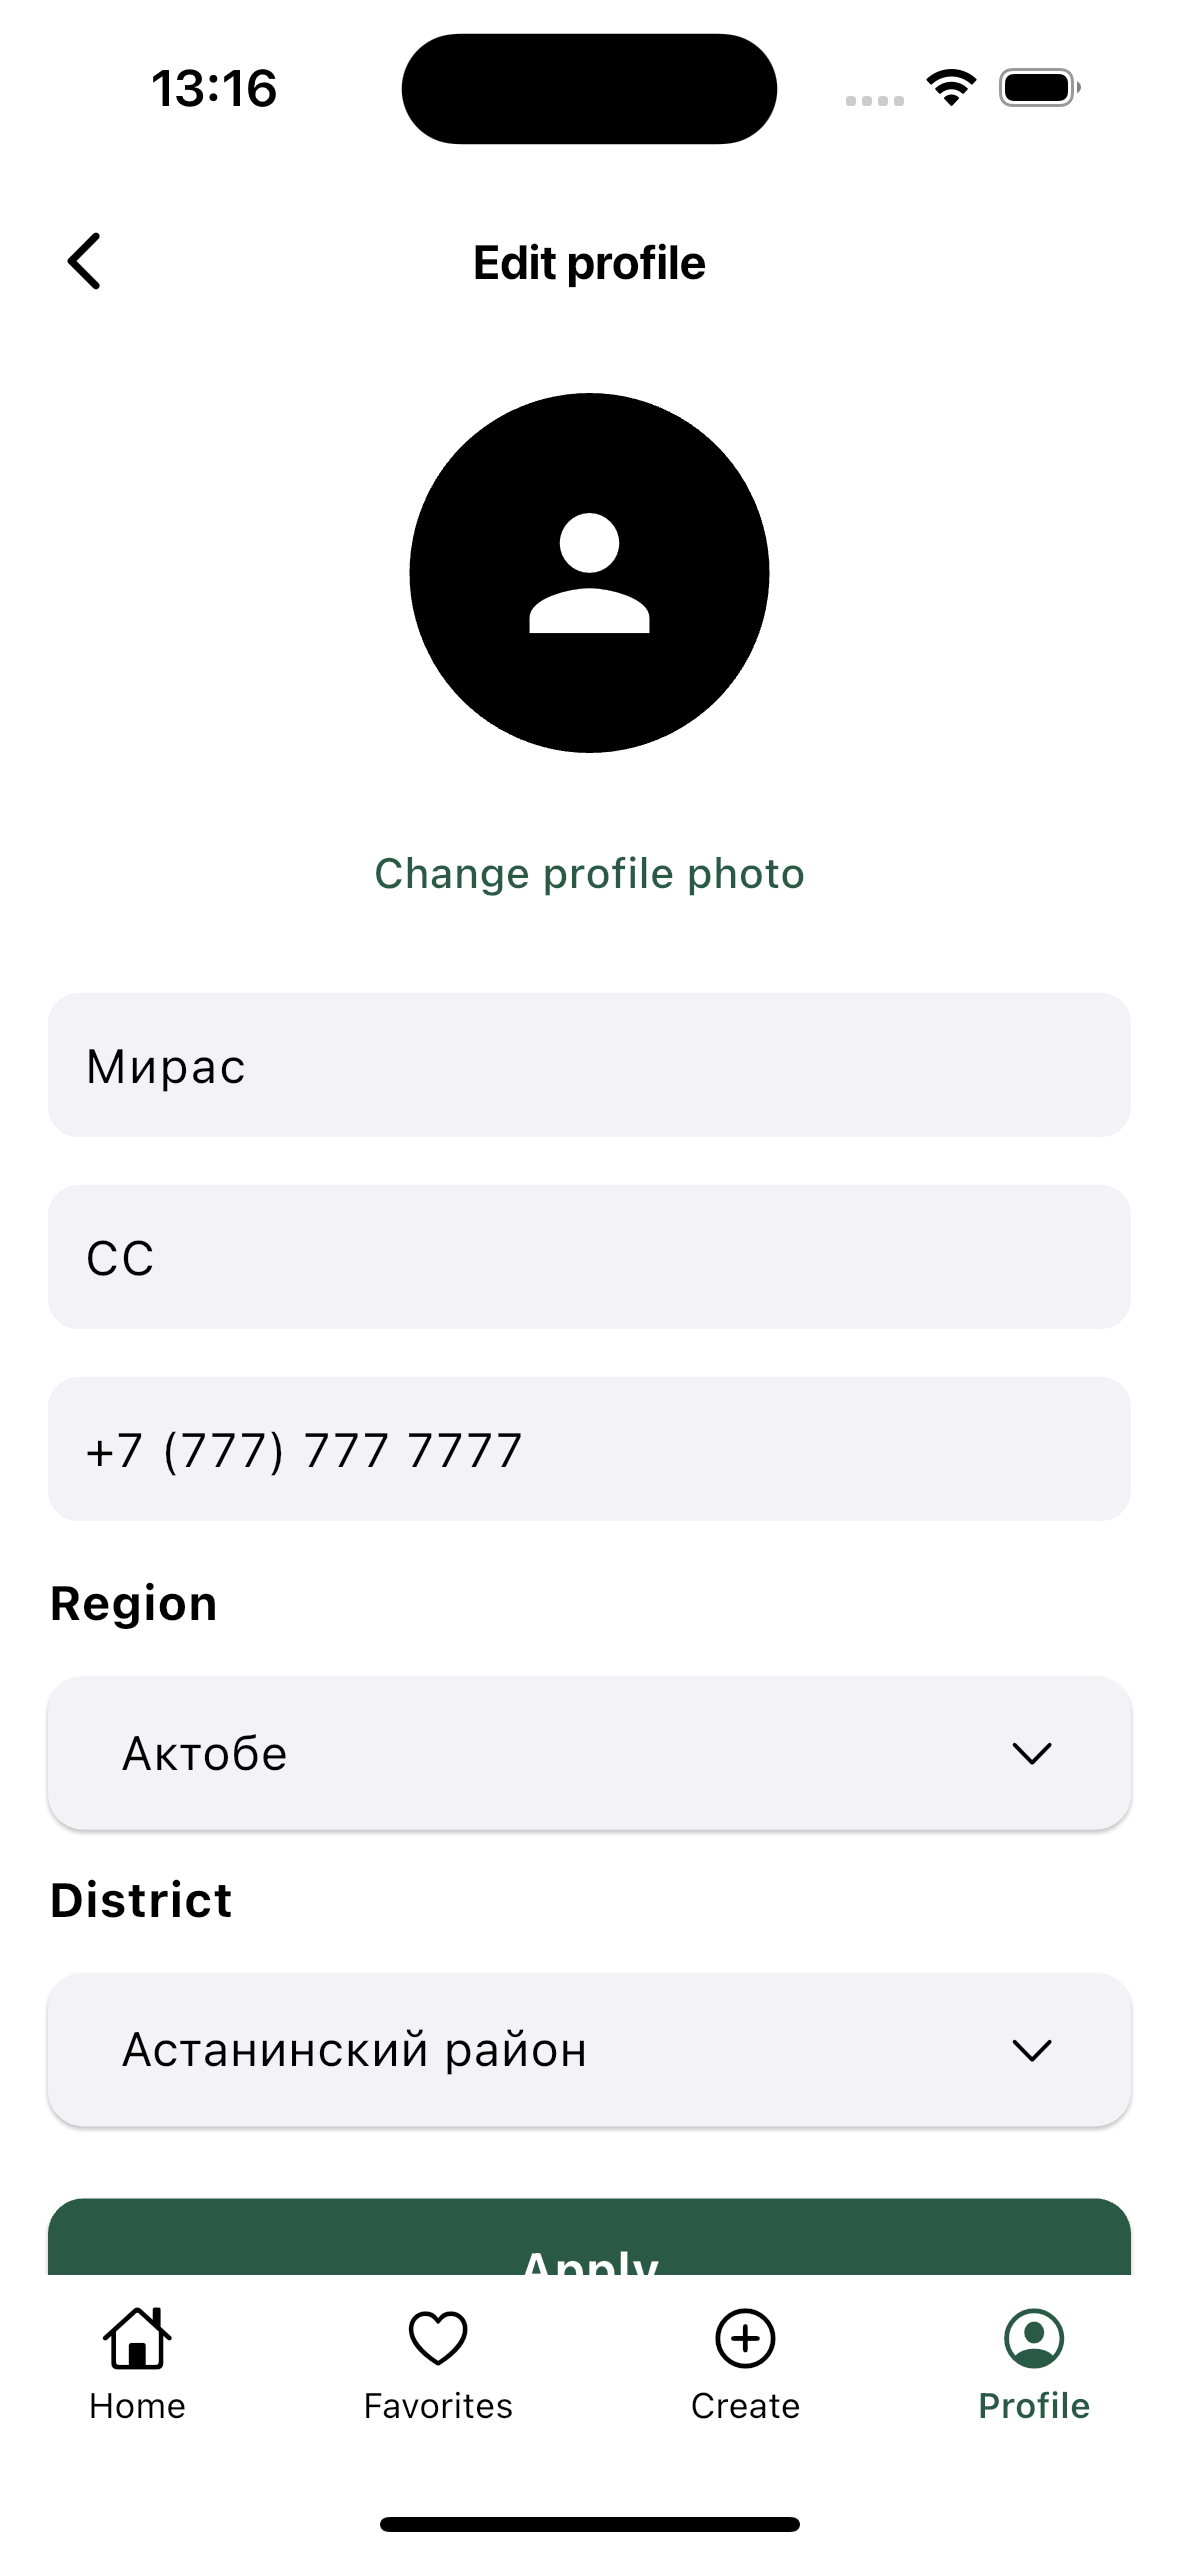 13:16
Edit profile
Change profile photo
Мирас
СС
+7 (777) 777 7777
Region
Актобе
District
Астанинский район
Apply
Home
Favorites
Create
Profile